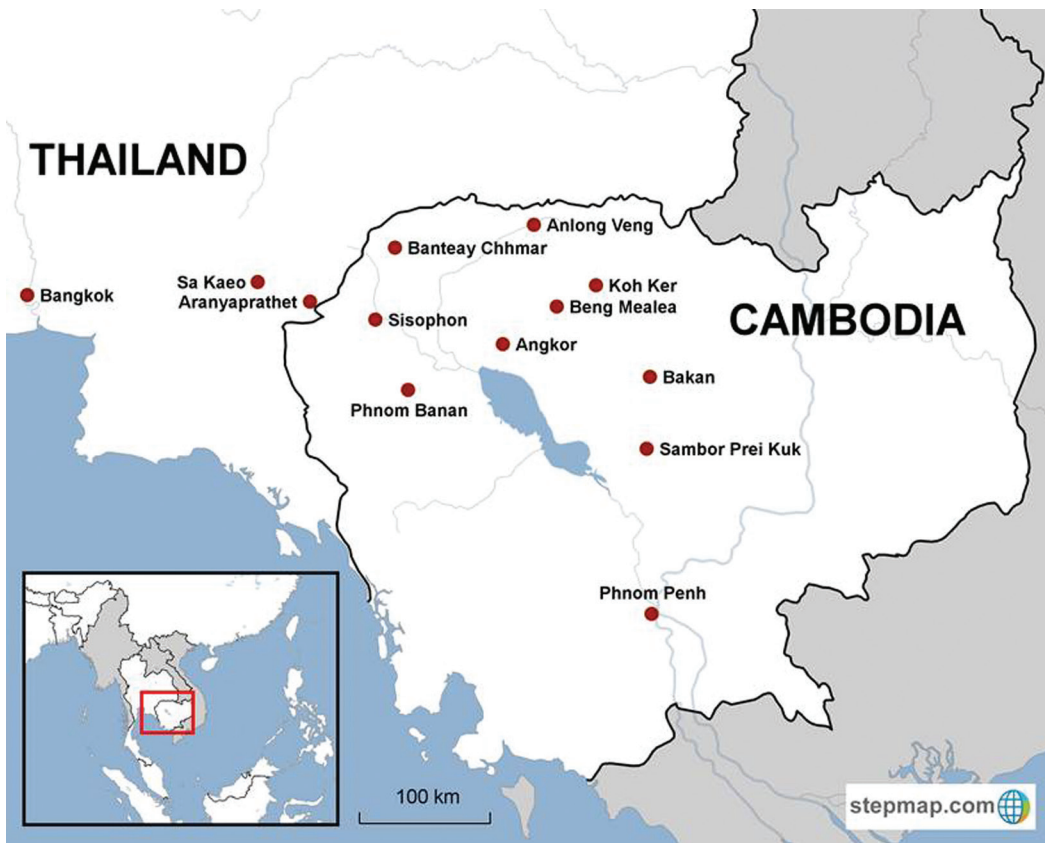 THAILAND
Anlong Veng
Banteay Chhmar
Sa Kaeo
Koh Ker
Bangkok
Aranyaprathet
Beng Mealea
Sisophon
CAMBODIA
Angkor
Bakan
Phnom Banan
Sambor Prei Kuk
Phnom Penh
100 km
stepmap.com